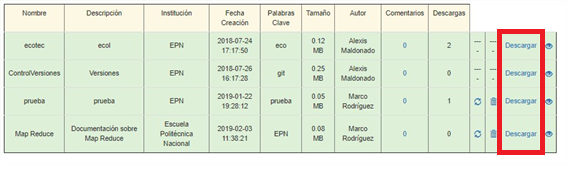 Nombre Descripción Institución Fecha Creación Palabras Clave Tamaño Autor Comentarios Descargas
ecotec ecol EPN 2018-07-24 17:17:50 eco 0.12 MB Alexis Maldonado 0 2 ---- ---- Descargar
ControlVersiones Versiones EPN 2018-07-26 16:17:28 git 0.25 MB Alexis Maldonado 0 0 ---- ---- Descargar
prueba prueba EPN 2019-01-22 19:28:12 prueba 0.05 MB Marco Rodríguez 0 1 Descargar
Map Reduce Documentación sobre Map Reduce Escuela Politécnica Nacional 2019-02-03 11:38:21 EPN 0.08 MB Marco Rodríguez 0 0 Descargar